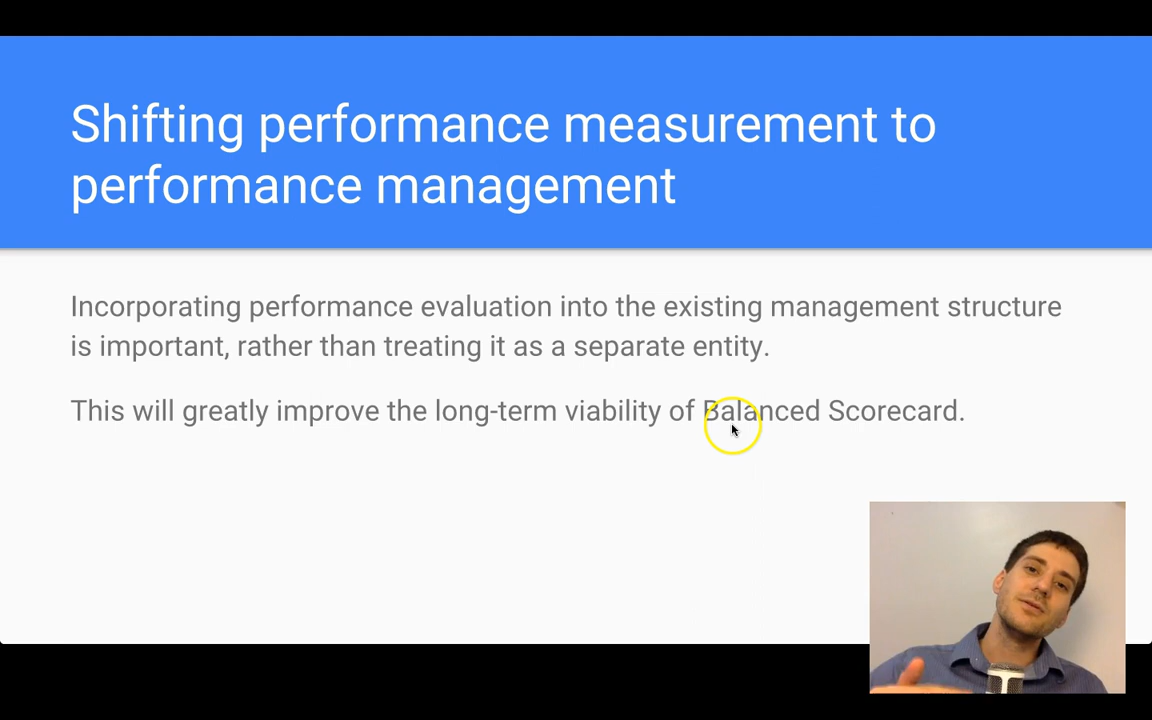 Shifting performance measurement to
performance management
Incorporating performance evaluation into the existing management structure
is important, rather than treating it as a separate entity.
This will greatly improve the long-term viability of Balanced Scorecard.